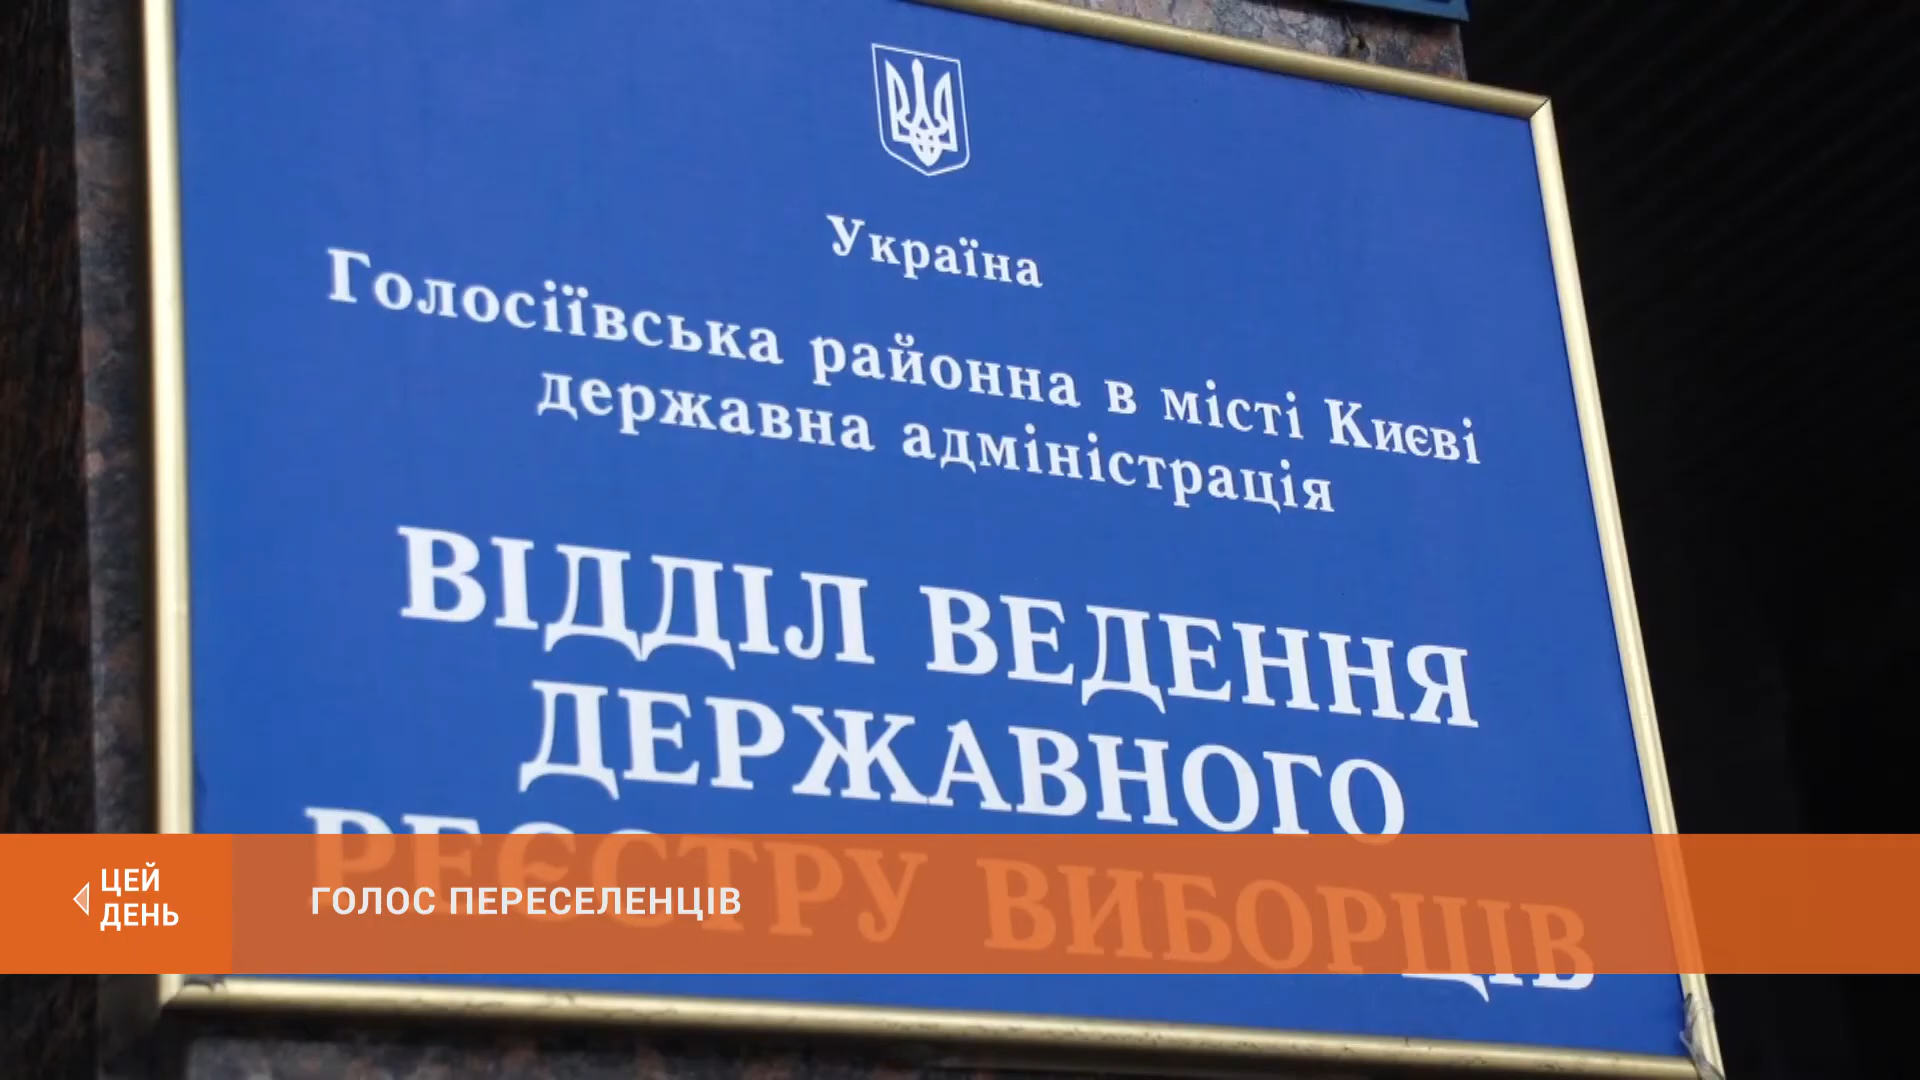 Україна
Голосіївська районна в місті Києві
державна адміністрація
ВІДДІЛ ВЕДЕННЯ
ДЕРЖАВНОГО
РЕЄСТРУ ВИБОРЦІВ
ЦЕЙ
ДЕНЬ
ГОЛОС ПЕРЕСЕЛЕНЦІВ